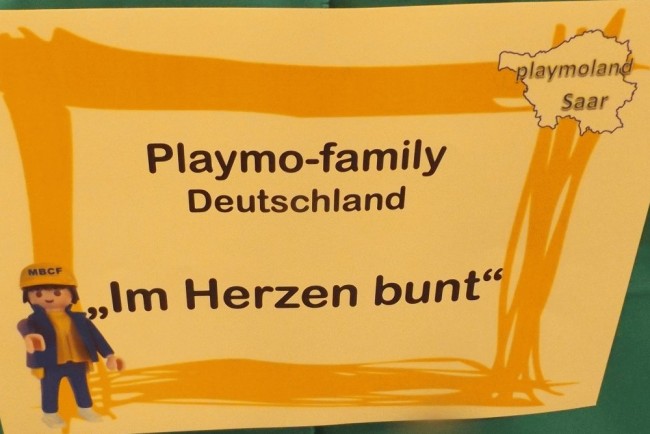 playmoland
Saar
Playmo-family
Deutschland
„Im Herzen bunt“
MBCF